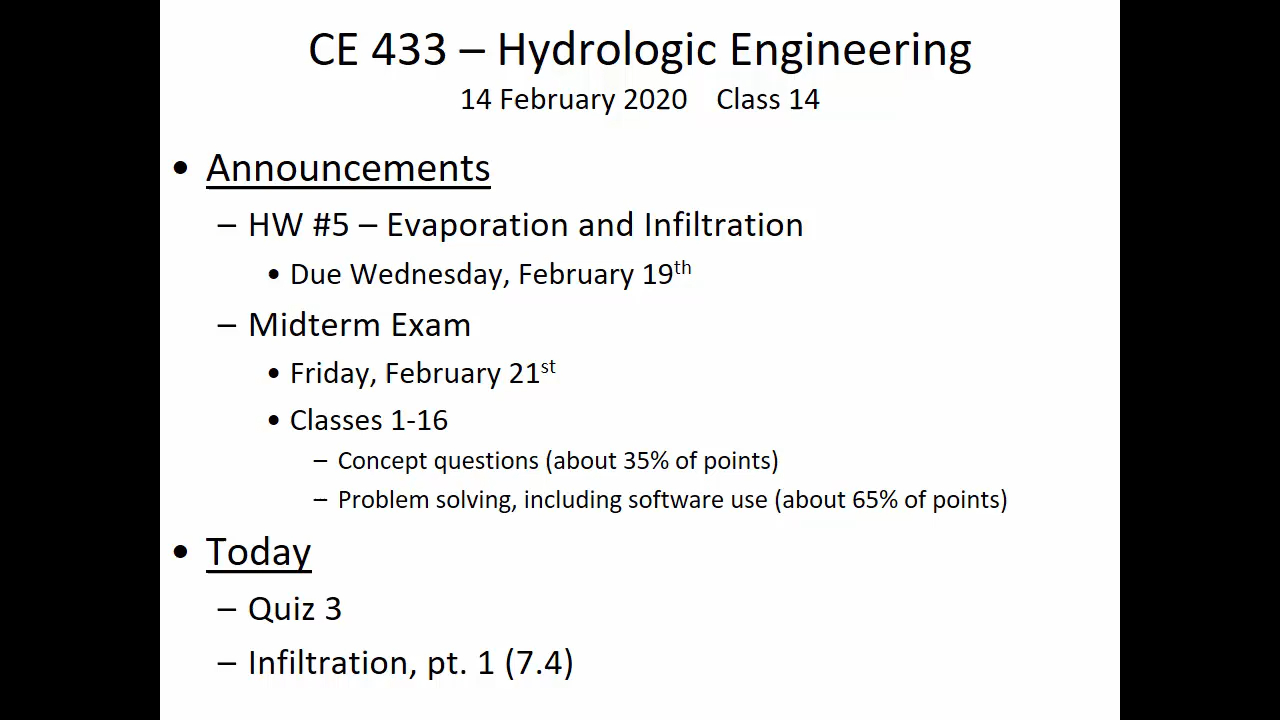 CE 433 – Hydrologic Engineering
14 February 2020 Class 14
• Announcements
– HW #5 – Evaporation and Infiltration
• Due Wednesday, February 19th
– Midterm Exam
• Friday, February 21st
• Classes 1-16
– Concept questions (about 35% of points)
– Problem solving, including software use (about 65% of points)
• Today
– Quiz 3
– Infiltration, pt. 1 (7.4)